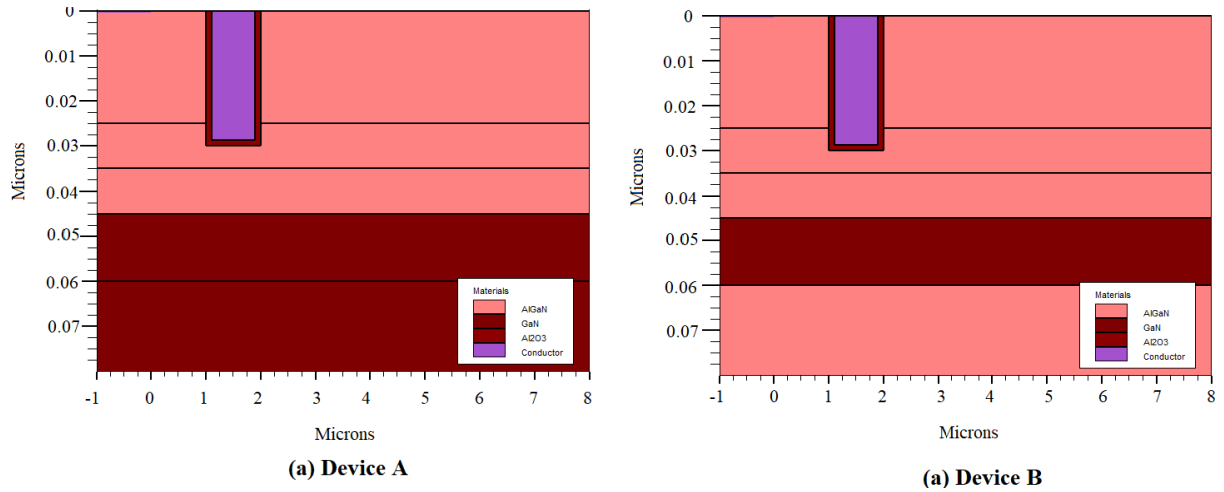 0
0.01
0.02
0.03
0.04
0.05
0.06
0.07
Microns
-1 0 1 2 3 4 5 6 7 8
Microns
Materials
AlGaN
GaN
Al2O3
Conductor
(a) Device A
0
0.01
0.02
0.03
0.04
0.05
0.06
0.07
Microns
-1 0 1 2 3 4 5 6 7 8
Microns
Materials
AlGaN
GaN
Al2O3
Conductor
(a) Device B